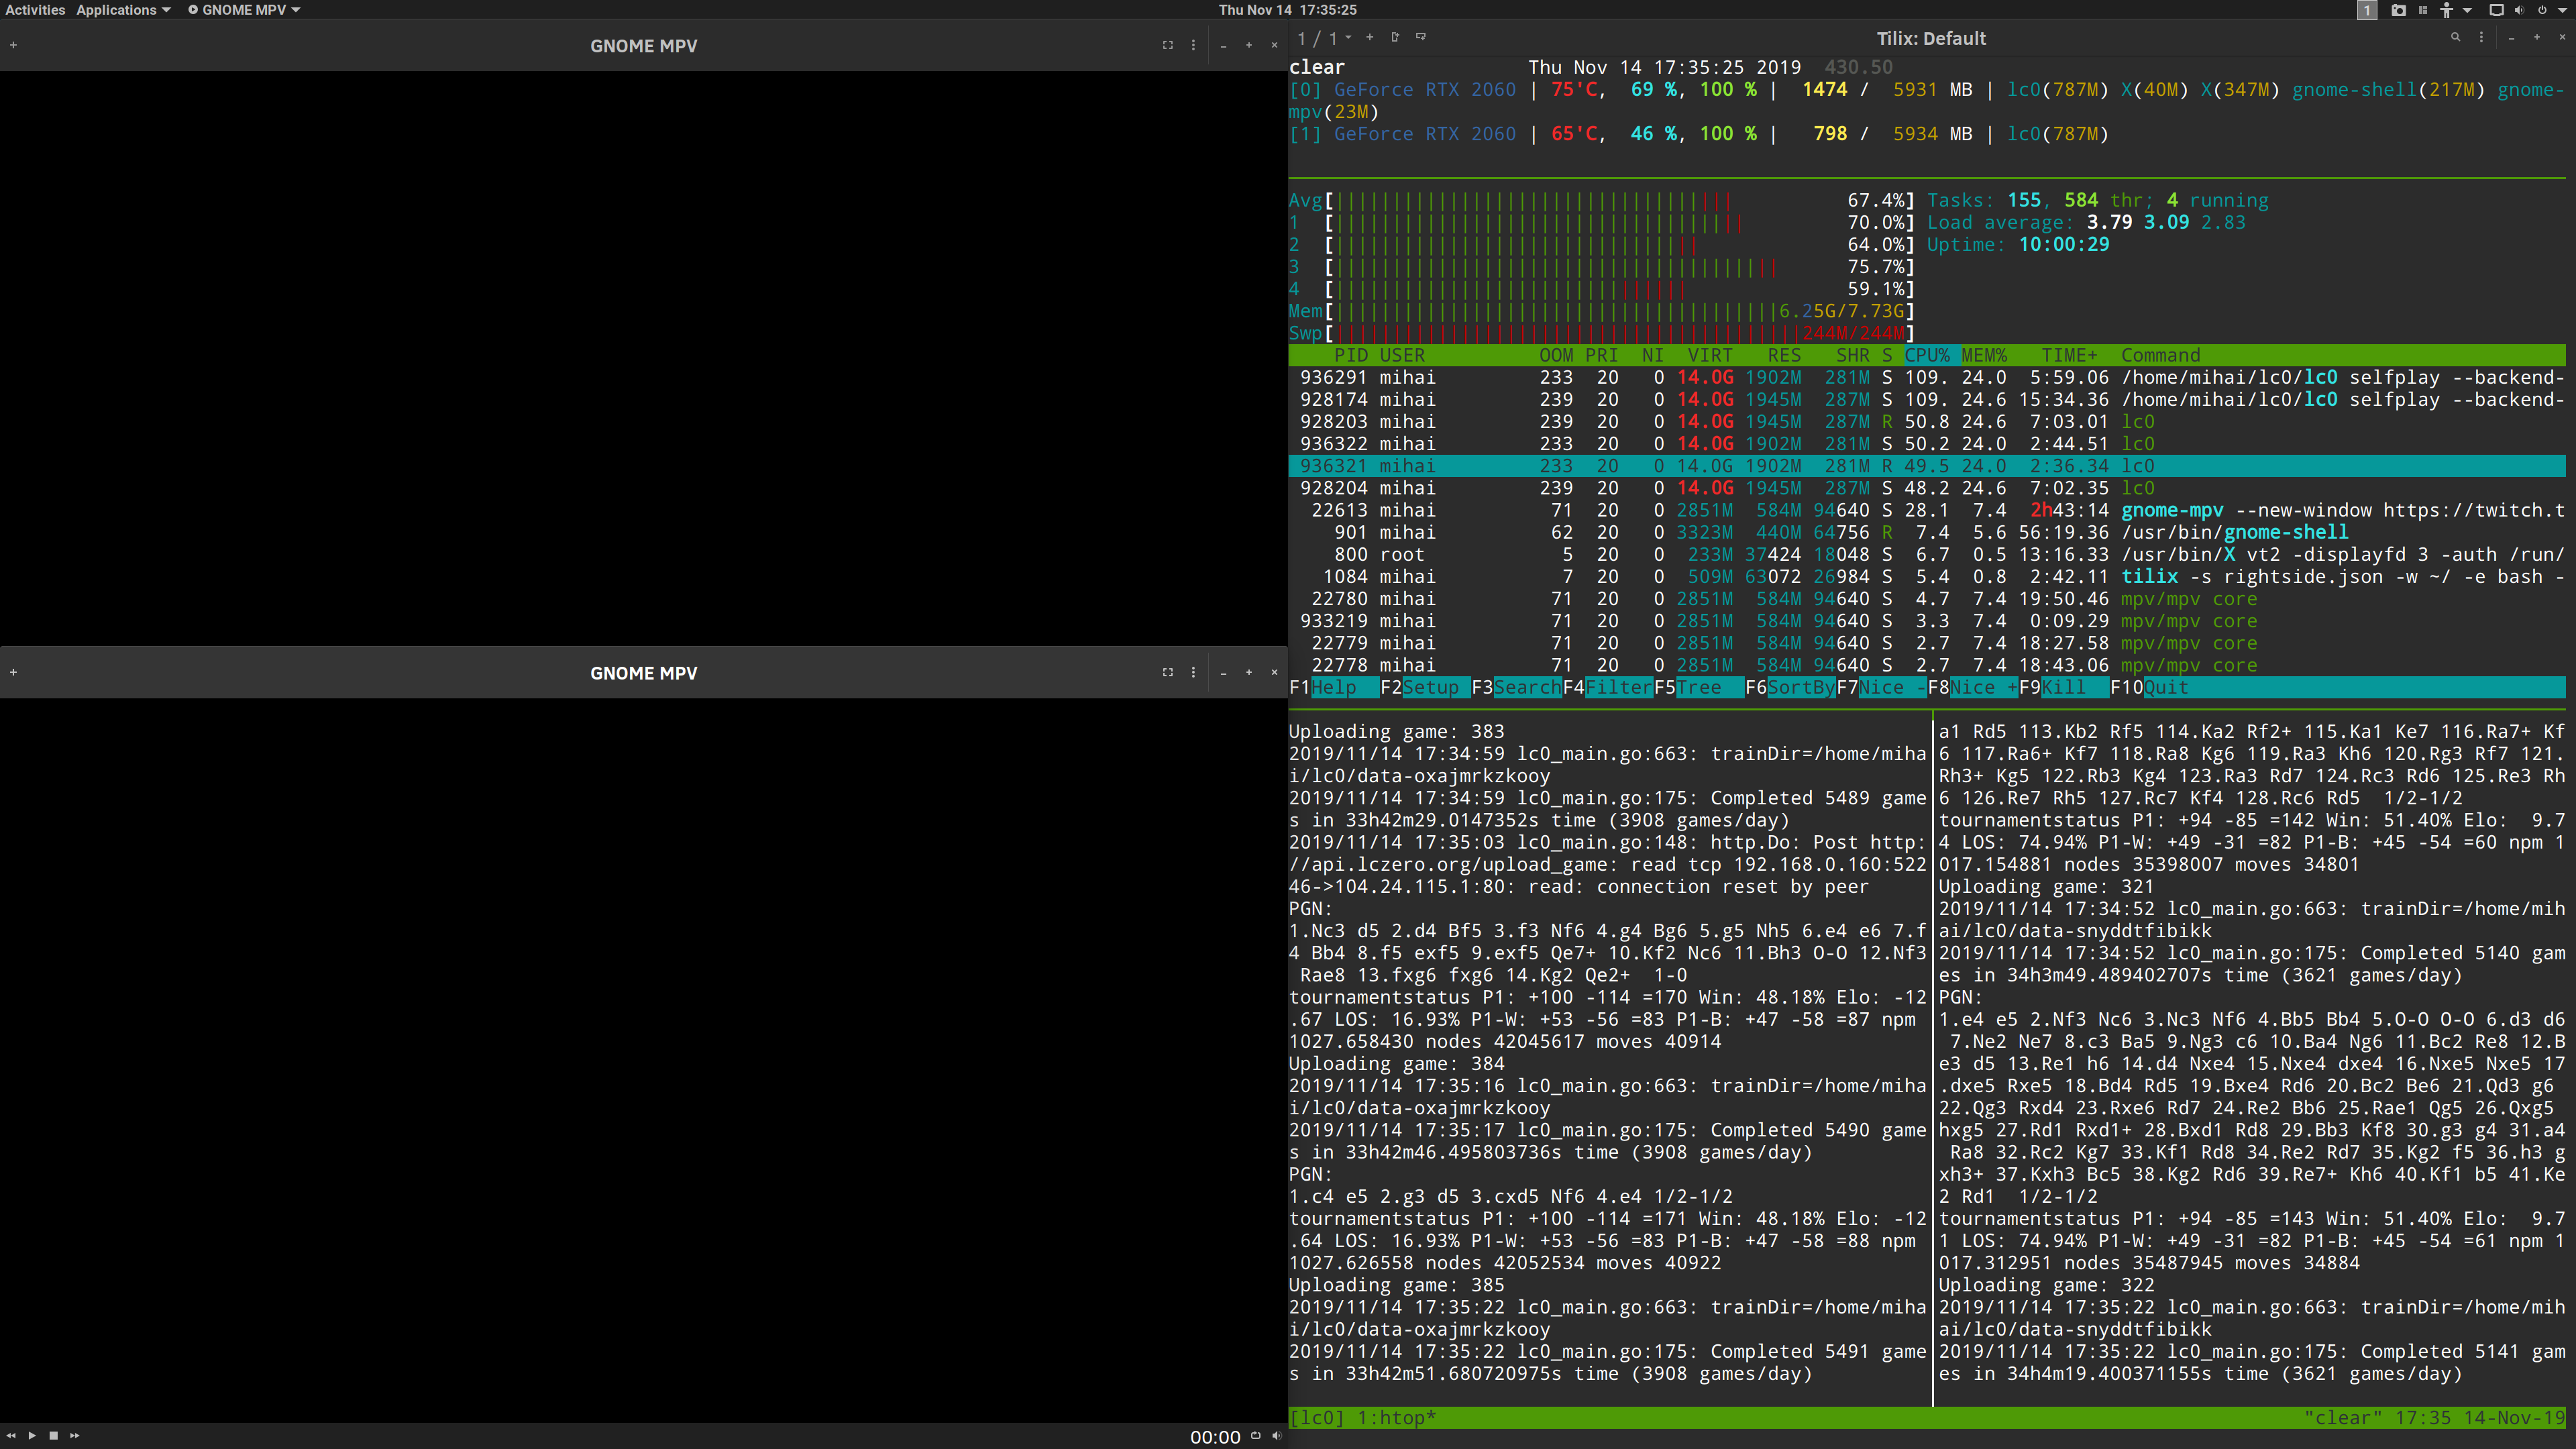 Activities Applications GNOME MPV Thu Nov 14 17:35:25 1
GNOME MPV
GNOME MPV
00:00
1 / 1 Tilix: Default
clear Thu Nov 14 17:35:25 2019 430.50
[0] GeForce RTX 2060 | 75'C, 69 %, 100 % | 1474 / 5931 MB | lc0(787M) X(40M) X(347M) gnome-shell(217M) gnome-
mpv(23M)
[1] GeForce RTX 2060 | 65'C, 46 %, 100 % | 798 / 5934 MB | lc0(787M)
Avg[ 67.4%] Tasks: 155, 584 thr; 4 running
1 [ 70.0%] Load average: 3.79 3.09 2.83
2 [ 64.0%] Uptime: 10:00:29
3 [ 75.7%]
4 [ 59.1%]
Mem[ 6.25G/7.73G]
Swp[ 244M/244M]
PID USER OOM PRI NI VIRT RES SHR S CPU% MEM% TIME+ Command
936291 mihai 233 20 0 14.0G 1902M 281M S 109. 24.0 5:59.06 /home/mihai/lc0/lc0 selfplay --backend-
928174 mihai 239 20 0 14.0G 1945M 287M S 109. 24.6 15:34.36 /home/mihai/lc0/lc0 selfplay --backend-
928203 mihai 239 20 0 14.0G 1945M 287M R 50.8 24.6 7:03.01 lc0
936322 mihai 233 20 0 14.0G 1902M 281M S 50.2 24.0 2:44.51 lc0
936321 mihai 233 20 0 14.0G 1902M 281M R 49.5 24.0 2:36.34 lc0
928204 mihai 239 20 0 14.0G 1945M 287M S 48.2 24.6 7:02.35 lc0
22613 mihai 71 20 0 2851M 584M 94640 S 28.1 7.4 2h43:14 gnome-mpv --new-window https://twitch.t
901 mihai 62 20 0 3323M 440M 64756 R 7.4 5.6 56:19.36 /usr/bin/gnome-shell
800 root 5 20 0 233M 37424 18048 S 6.7 0.5 13:16.33 /usr/bin/X vt2 -displayfd 3 -auth /run/
1084 mihai 7 20 0 509M 63072 26984 S 5.4 0.8 2:42.11 tilix -s rightside.json -w ~/ -e bash -
22780 mihai 71 20 0 2851M 584M 94640 S 4.7 7.4 19:50.46 mpv/mpv core
933219 mihai 71 20 0 2851M 584M 94640 S 3.3 7.4 0:09.29 mpv/mpv core
22779 mihai 71 20 0 2851M 584M 94640 S 2.7 7.4 18:27.58 mpv/mpv core
22778 mihai 71 20 0 2851M 584M 94640 S 2.7 7.4 18:43.06 mpv/mpv core
F1Help F2Setup F3SearchF4FilterF5Tree F6SortByF7Nice -F8Nice +F9Kill F10Quit
Uploading game: 383
2019/11/14 17:34:59 lc0_main.go:663: trainDir=/home/miha
i/lc0/data-oxajmrkzkooy
2019/11/14 17:34:59 lc0_main.go:175: Completed 5489 game
s in 33h42m29.0147352s time (3908 games/day)
2019/11/14 17:35:03 lc0_main.go:148: http.Do: Post http:
//api.lczero.org/upload_game: read tcp 192.168.0.160:522
46->104.24.115.1:80: read: connection reset by peer
PGN:
1.Nc3 d5 2.d4 Bf5 3.f3 Nf6 4.g4 Bg6 5.g5 Nh5 6.e4 e6 7.f
4 Bb4 8.f5 exf5 9.exf5 Qe7+ 10.Kf2 Nc6 11.Bh3 O-O 12.Nf3
Rae8 13.fxg6 fxg6 14.Kg2 Qe2+ 1-0
tournamentstatus P1: +100 -114 =170 Win: 48.18% Elo: -12
.67 LOS: 16.93% P1-W: +53 -56 =83 P1-B: +47 -58 =87 npm
1027.658430 nodes 42045617 moves 40914
Uploading game: 384
2019/11/14 17:35:16 lc0_main.go:663: trainDir=/home/miha
i/lc0/data-oxajmrkzkooy
2019/11/14 17:35:17 lc0_main.go:175: Completed 5490 game
s in 33h42m46.495803736s time (3908 games/day)
PGN:
1.c4 e5 2.g3 d5 3.cxd5 Nf6 4.e4 1/2-1/2
tournamentstatus P1: +100 -114 =171 Win: 48.18% Elo: -12
.64 LOS: 16.93% P1-W: +53 -56 =83 P1-B: +47 -58 =88 npm
1027.626558 nodes 42052534 moves 40922
Uploading game: 385
2019/11/14 17:35:22 lc0_main.go:663: trainDir=/home/miha
i/lc0/data-oxajmrkzkooy
2019/11/14 17:35:22 lc0_main.go:175: Completed 5491 game
s in 33h42m51.680720975s time (3908 games/day)
a1 Rd5 113.Kb2 Rf5 114.Ka2 Rf2+ 115.Ka1 Ke7 116.Ra7+ Kf
6 117.Ra6+ Kf7 118.Ra8 Kg6 119.Ra3 Kh6 120.Rg3 Rf7 121.
Rh3+ Kg5 122.Rb3 Kg4 123.Ra3 Rd7 124.Rc3 Rd6 125.Re3 Rh
6 126.Re7 Rh5 127.Rc7 Kf4 128.Rc6 Rd5 1/2-1/2
tournamentstatus P1: +94 -85 =142 Win: 51.40% Elo: 9.7
4 LOS: 74.94% P1-W: +49 -31 =82 P1-B: +45 -54 =60 npm 1
017.154881 nodes 35398007 moves 34801
Uploading game: 321
2019/11/14 17:34:52 lc0_main.go:663: trainDir=/home/mih
ai/lc0/data-snyddtfibikk
2019/11/14 17:34:52 lc0_main.go:175: Completed 5140 gam
es in 34h3m49.489402707s time (3621 games/day)
PGN:
1.e4 e5 2.Nf3 Nc6 3.Nc3 Nf6 4.Bb5 Bb4 5.O-O O-O 6.d3 d6
7.Ne2 Ne7 8.c3 Ba5 9.Ng3 c6 10.Ba4 Ng6 11.Bc2 Re8 12.B
e3 d5 13.Re1 h6 14.d4 Nxe4 15.Nxe4 dxe4 16.Nxe5 Nxe5 17
.dxe5 Rxe5 18.Bd4 Rd5 19.Bxe4 Rd6 20.Bc2 Be6 21.Qd3 g6
22.Qg3 Rxd4 23.Rxe6 Rd7 24.Re2 Bb6 25.Rae1 Qg5 26.Qxg5
hxg5 27.Rd1 Rxd1+ 28.Bxd1 Rd8 29.Bb3 Kf8 30.g3 g4 31.a4
Ra8 32.Rc2 Kg7 33.Kf1 Rd8 34.Re2 Rd7 35.Kg2 f5 36.h3 g
xh3+ 37.Kxh3 Bc5 38.Kg2 Rd6 39.Re7+ Kh6 40.Kf1 b5 41.Ke
2 Rd1 1/2-1/2
tournamentstatus P1: +94 -85 =143 Win: 51.40% Elo: 9.7
1 LOS: 74.94% P1-W: +49 -31 =82 P1-B: +45 -54 =61 npm 1
017.312951 nodes 35487945 moves 34884
Uploading game: 322
2019/11/14 17:35:22 lc0_main.go:663: trainDir=/home/mih
ai/lc0/data-snyddtfibikk
2019/11/14 17:35:22 lc0_main.go:175: Completed 5141 gam
es in 34h4m19.400371155s time (3621 games/day)
[lc0] 1:htop* "clear" 17:35 14-Nov-19